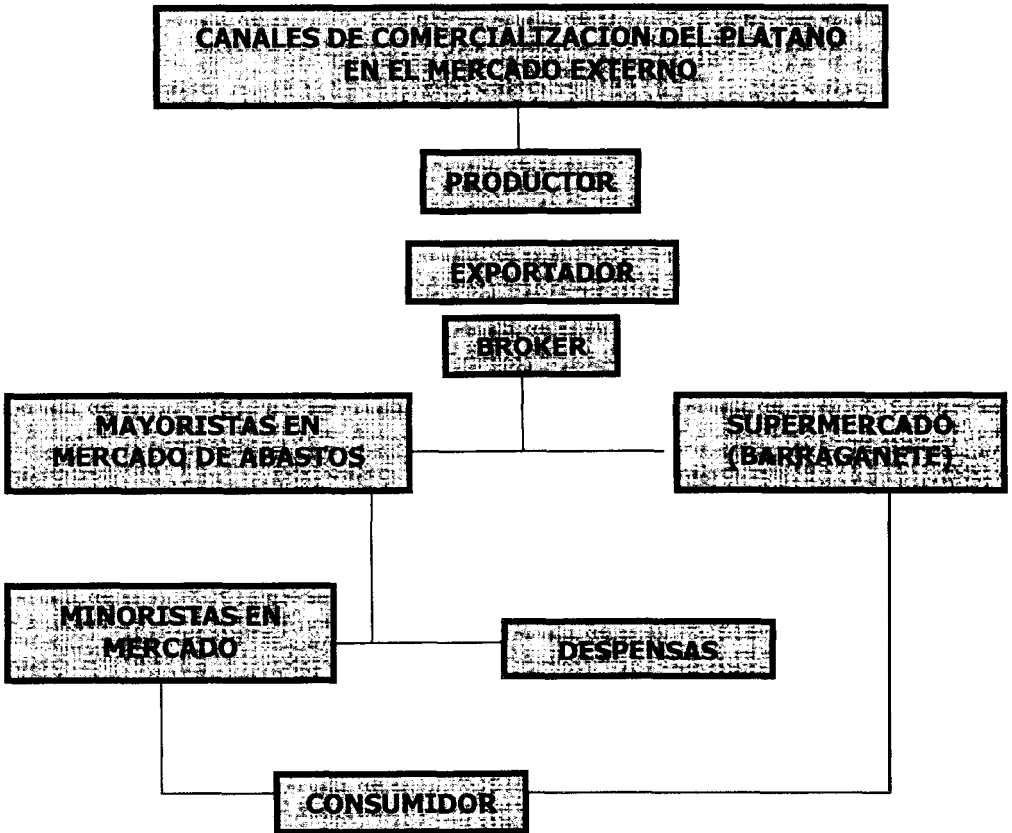 CANALES DE COMERCIALIZACION DEL PLATANO
EN EL MERCADO EXTERNO
PRODUCTOR
EXPORTADOR
BROKER
MAYORISTAS EN
MERCADO DE ABASTOS
SUPERMERCADO
(BARRAGANETE)
MINORISTAS EN
MERCADO
DESPENSAS
CONSUMIDOR